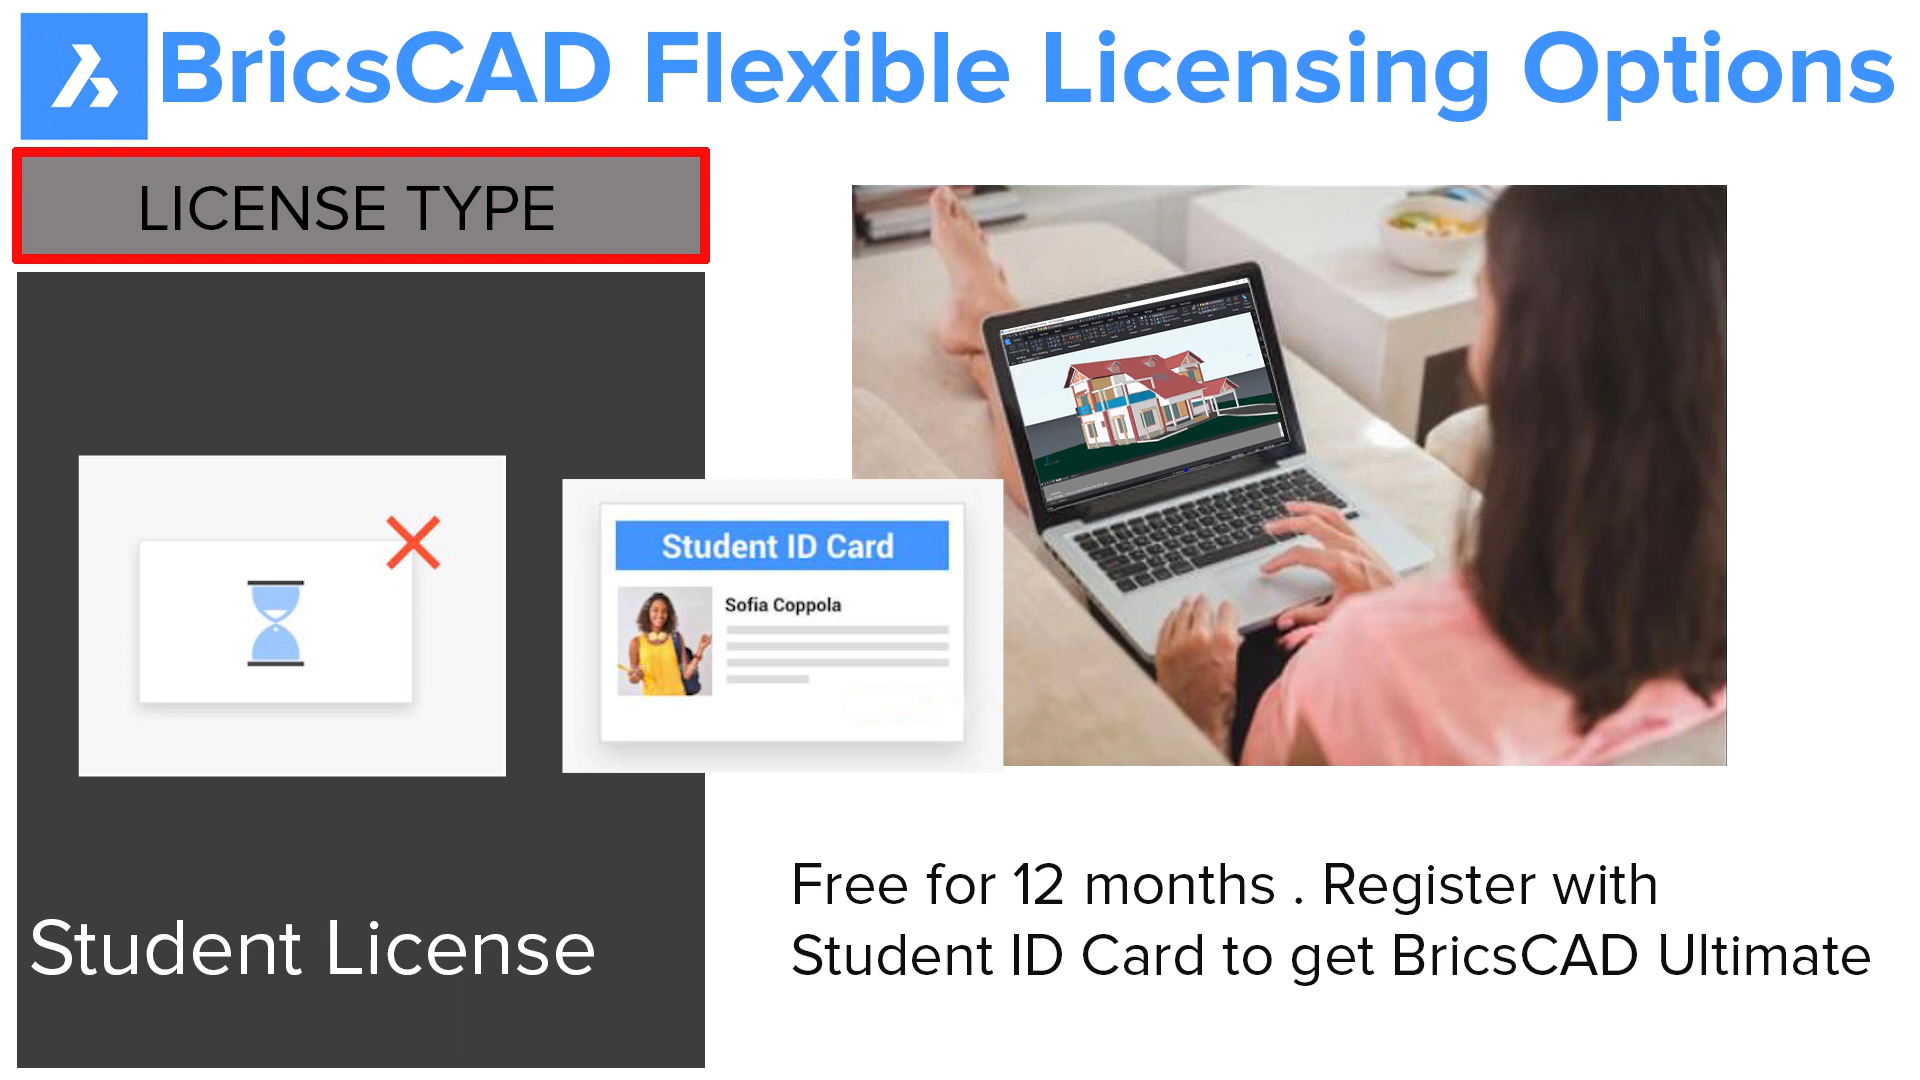 BricsCAD Flexible Licensing Options
LICENSE TYPE
Student ID Card
Sofia Coppola
Student License
Free for 12 months . Register with
Student ID Card to get BricsCAD Ultimate